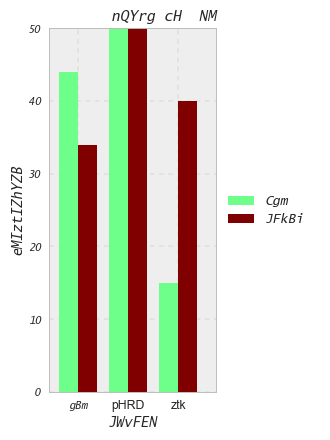 nQYrg cH  NM
50
40
30
20
10
0
eMIztIZhYZB
gBm pHRD ztk
JWvFEN
Cgm
JFkBi